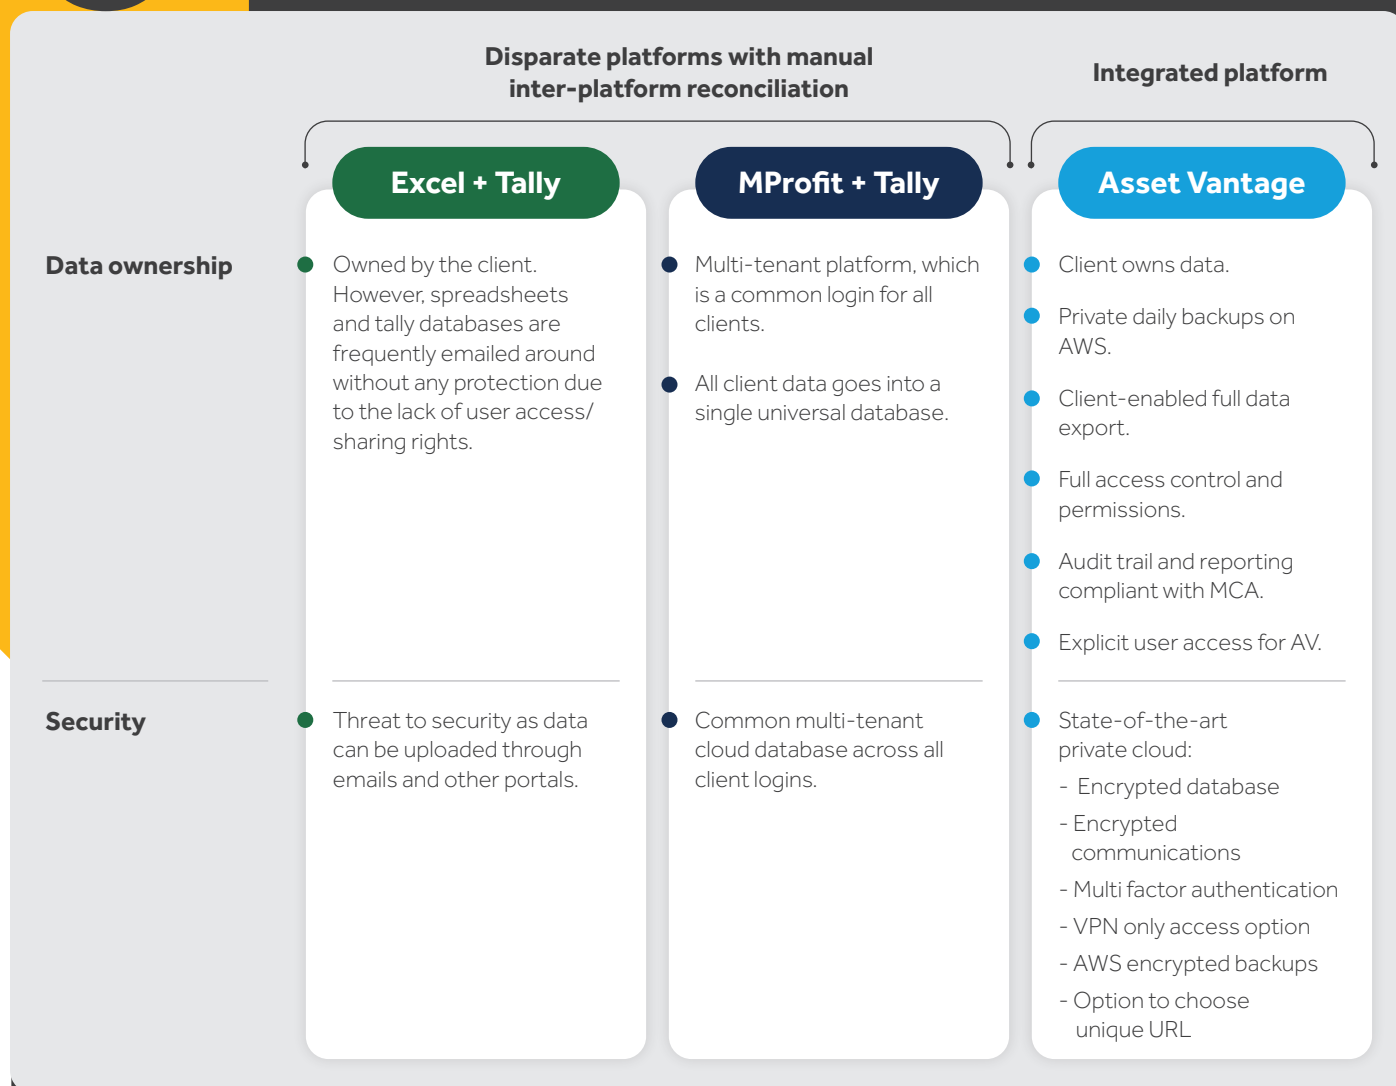 Disparate platforms with manual
inter-platform reconciliation
Integrated platform
Excel + Tally
MProfit + Tally
Asset Vantage
Data ownership
Owned by the client.
However, spreadsheets
and tally databases are
frequently emailed around
without any protection due
to the lack of user access/
sharing rights.
Multi-tenant platform, which
is a common login for all
clients.
All client data goes into a
single universal database.
Client owns data.
Private daily backups on
AWS.
Client-enabled full data
export.
Full access control and
permissions.
Audit trail and reporting
compliant with MCA.
Explicit user access for AV.
Security
Threat to security as data
can be uploaded through
emails and other portals.
Common multi-tenant
cloud database across all
client logins.
State-of-the-art
private cloud:
- Encrypted database
- Encrypted
communications
- Multi factor authentication
- VPN only access option
- AWS encrypted backups
- Option to choose
unique URL